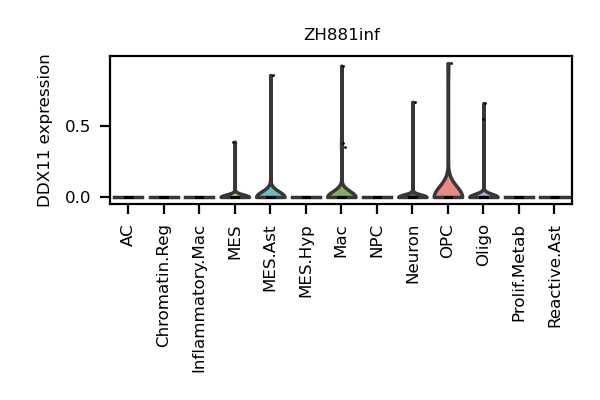 ZH881inf
DDX11 expression
0.5
0.0
AC
Chromatin.Reg
Inflammatory.Mac
MES
MES.Ast
MES.Hyp
Mac
NPC
Neuron
OPC
Oligo
Prolif.Metab
Reactive.Ast